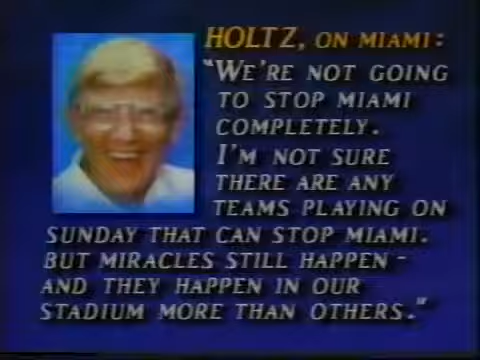 HOLTZ, ON MIAMI:
"WE'RE NOT GOING
TO STOP MIAMI
COMPLETELY.
I'M NOT SURE
THERE ARE ANY
TEAMS PLAYING ON
SUNDAY THAT CAN STOP MIAMI.
BUT MIRACLES STILL HAPPEN -
AND THEY HAPPEN IN OUR
STADIUM MORE THAN OTHERS."